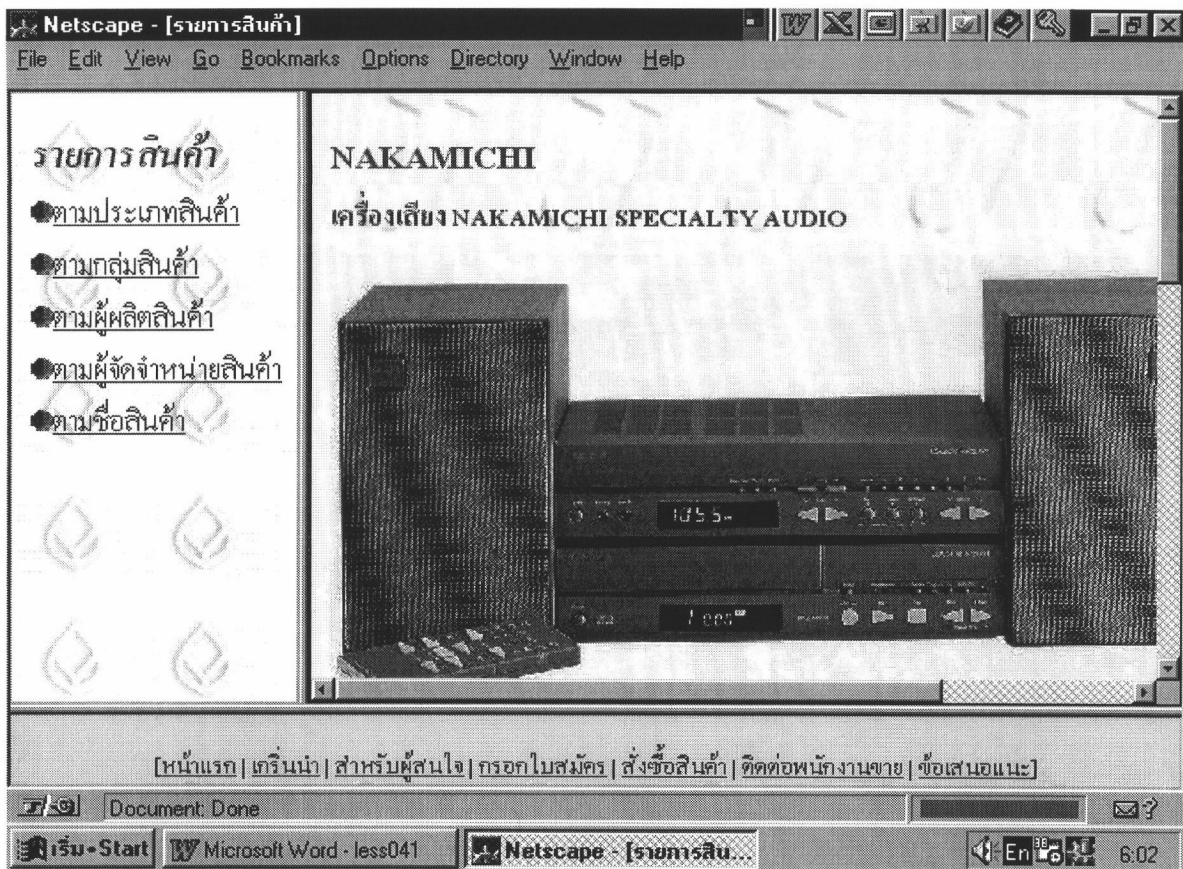 Netscape - [รายการสินค้า]
File Edit View Go Bookmarks Options Directory Window Help
รายการสินค้า
ตามประเภทสินค้า
ตามกลุ่มสินค้า
ตามผู้ผลิตสินค้า
ตามผู้จัดจำหน่ายสินค้า
ตามชื่อสินค้า
NAKAMICHI
เครื่องเสียง NAKAMICHI SPECIALTY AUDIO
[หน้าแรก | เกริ่นนำ | สำหรับผู้สนใจ | กรอกใบสมัคร | สั่งซื้อสินค้า | ติดต่อพนักงานขาย | ข้อเสนอแนะ]
Document: Done
เริ่ม•Start Microsoft Word - less041 Netscape - [รายการสิน... En 6:02